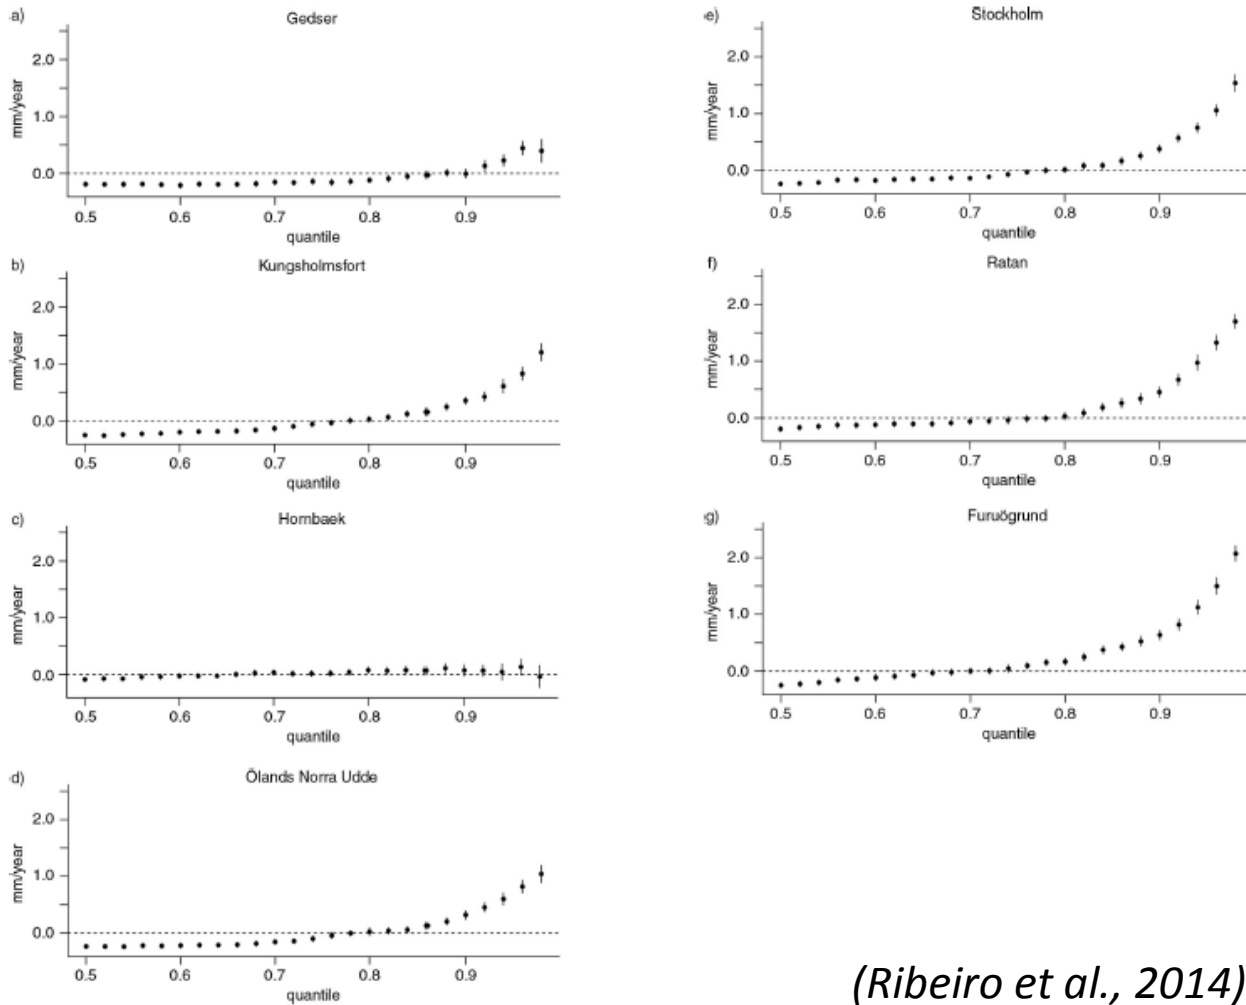 a)
Gedser
2.0
1.0
0.0
mm/year
0.5 0.6 0.7 0.8 0.9
quantile
b)
Kungsholmsfort
2.0
1.0
0.0
mm/year
0.5 0.6 0.7 0.8 0.9
quantile
c)
Hornbaek
2.0
1.0
0.0
mm/year
0.5 0.6 0.7 0.8 0.9
quantile
d)
Ölands Norra Udde
2.0
1.0
0.0
mm/year
0.5 0.6 0.7 0.8 0.9
quantile
e)
Stockholm
2.0
1.0
0.0
mm/year
0.5 0.6 0.7 0.8 0.9
quantile
f)
Ratan
2.0
1.0
0.0
mm/year
0.5 0.6 0.7 0.8 0.9
quantile
g)
Furuögrund
2.0
1.0
0.0
mm/year
0.5 0.6 0.7 0.8 0.9
quantile
(Ribeiro et al., 2014)